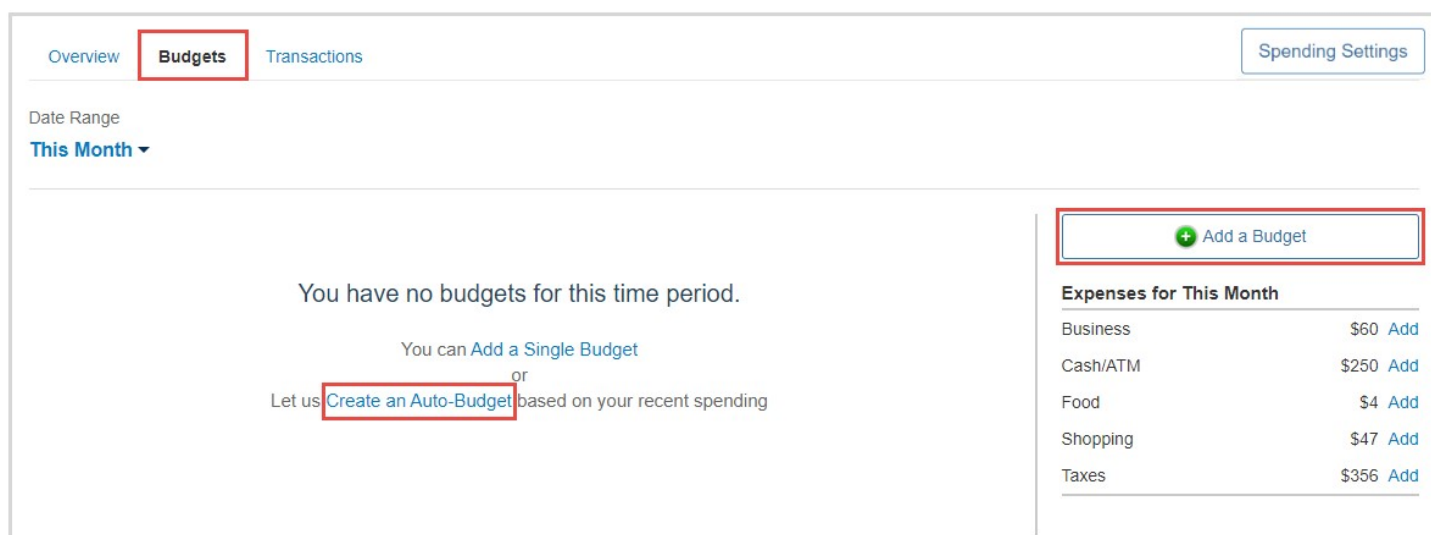 Overview Budgets Transactions Spending Settings
Date Range
This Month
Add a Budget
You have no budgets for this time period.
You can Add a Single Budget
or
Let us Create an Auto-Budget based on your recent spending
Expenses for This Month
Business $60 Add
Cash/ATM $250 Add
Food $4 Add
Shopping $47 Add
Taxes $356 Add